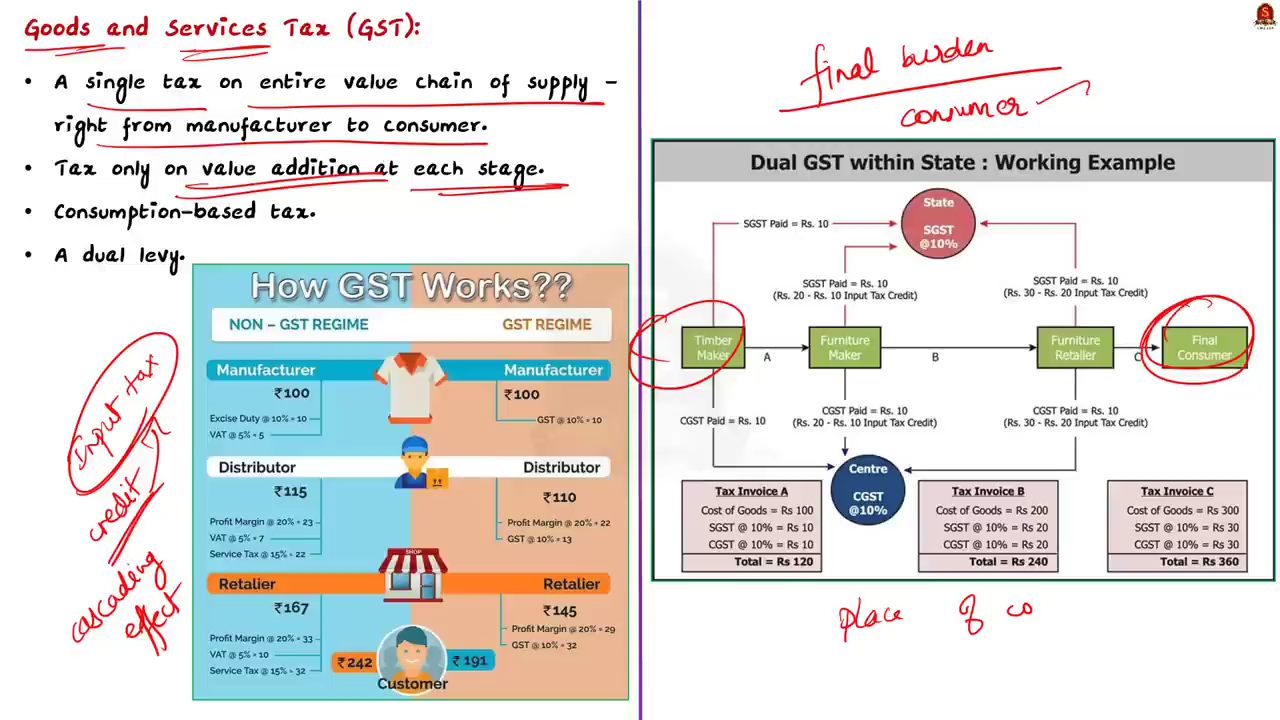 Goods and Services Tax (GST):
• A single tax on entire value chain of supply –
right from manufacturer to consumer.
• Tax only on value addition at each stage.
• Consumption-based tax.
• A dual levy.
Input tax
credit
cascading
effect
How GST Works??
NON – GST REGIME
GST REGIME
Manufacturer
₹100
Excise Duty @ 10% = 10
VAT @ 5% = 5
Manufacturer
₹100
GST @ 10% = 10
Distributor
₹115
Profit Margin @ 20% = 23
VAT @ 5% = 7
Service Tax @ 15% = 22
Distributor
₹110
Profit Margin @ 20% = 22
GST @ 10% = 13
SHOP
Retalier
₹167
Profit Margin @ 20% = 33
VAT @ 5% = 10
Service Tax @ 15% = 32
Retalier
₹145
Profit Margin @ 20% = 29
GST @ 10% = 32
₹242
₹191
Customer
final burden
consumer
Dual GST within State : Working Example
State
SGST
@10%
SGST Paid = Rs. 10
SGST Paid = Rs. 10
(Rs. 20 - Rs. 10 Input Tax Credit)
SGST Paid = Rs. 10
(Rs. 30 - Rs. 20 Input Tax Credit)
Timber
Maker
A
Furniture
Maker
B
Furniture
Retailer
C
Final
Consumer
CGST Paid = Rs. 10
CGST Paid = Rs. 10
(Rs. 20 - Rs. 10 Input Tax Credit)
CGST Paid = Rs. 10
(Rs. 30 - Rs. 20 Input Tax Credit)
Centre
CGST
@10%
Tax Invoice A
Cost of Goods = Rs 100
SGST @ 10% = Rs 10
CGST @ 10% = Rs 10
Total = Rs 120
Tax Invoice B
Cost of Goods = Rs 200
SGST @ 10% = Rs 20
CGST @ 10% = Rs 20
Total = Rs 240
Tax Invoice C
Cost of Goods = Rs 300
SGST @ 10% = Rs 30
CGST @ 10% = Rs 30
Total = Rs 360
place of co